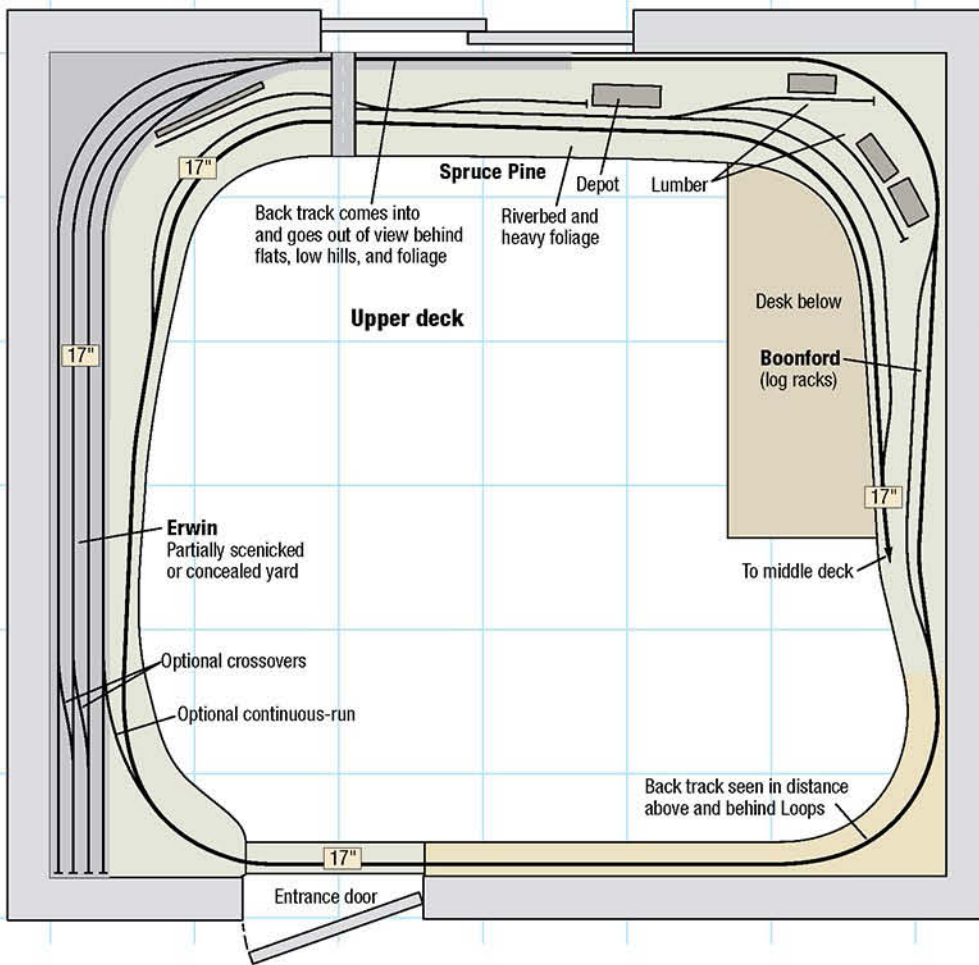 17"
Spruce Pine
Depot
Lumber
Back track comes into
and goes out of view behind
flats, low hills, and foliage
Riverbed and
heavy foliage
Upper deck
Desk below
17"
Boonford
(log racks)
17"
Erwin
Partially scenicked
or concealed yard
To middle deck
Optional crossovers
Optional continuous-run
Back track seen in distance
above and behind Loops
17"
Entrance door